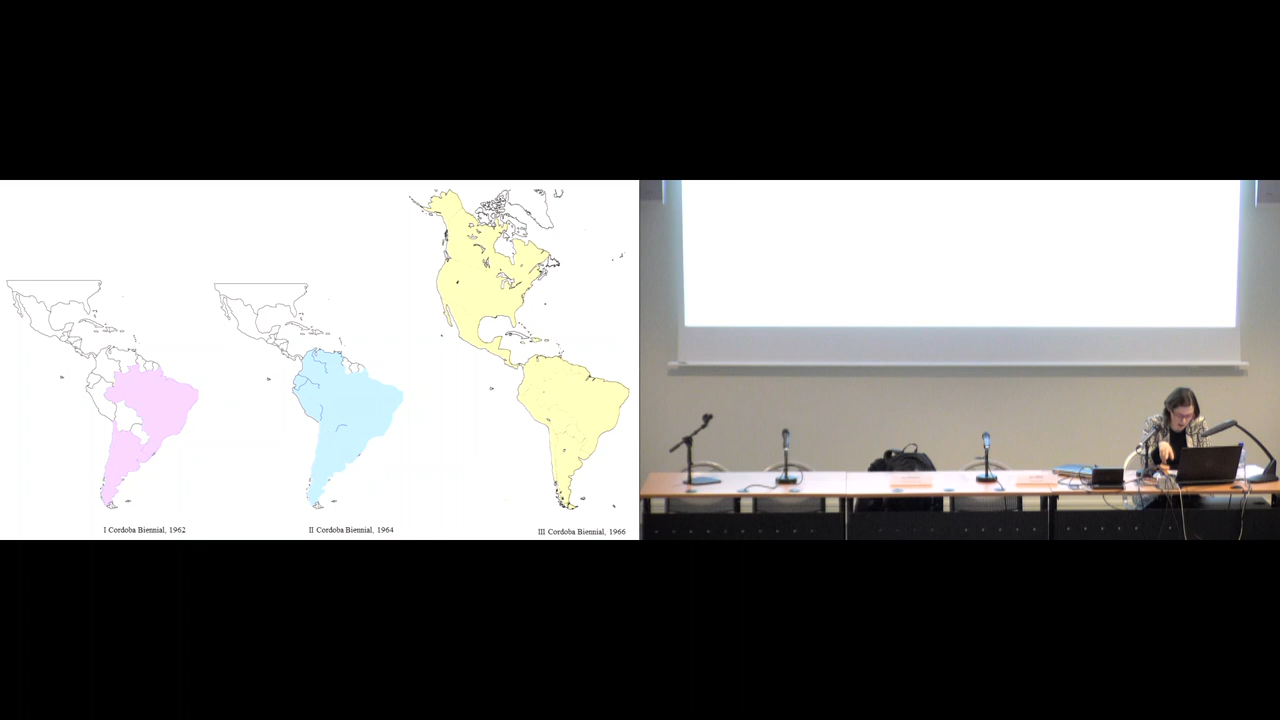 I Cordoba Biennial, 1962
II Cordoba Biennial, 1964
III Cordoba Biennial, 1966